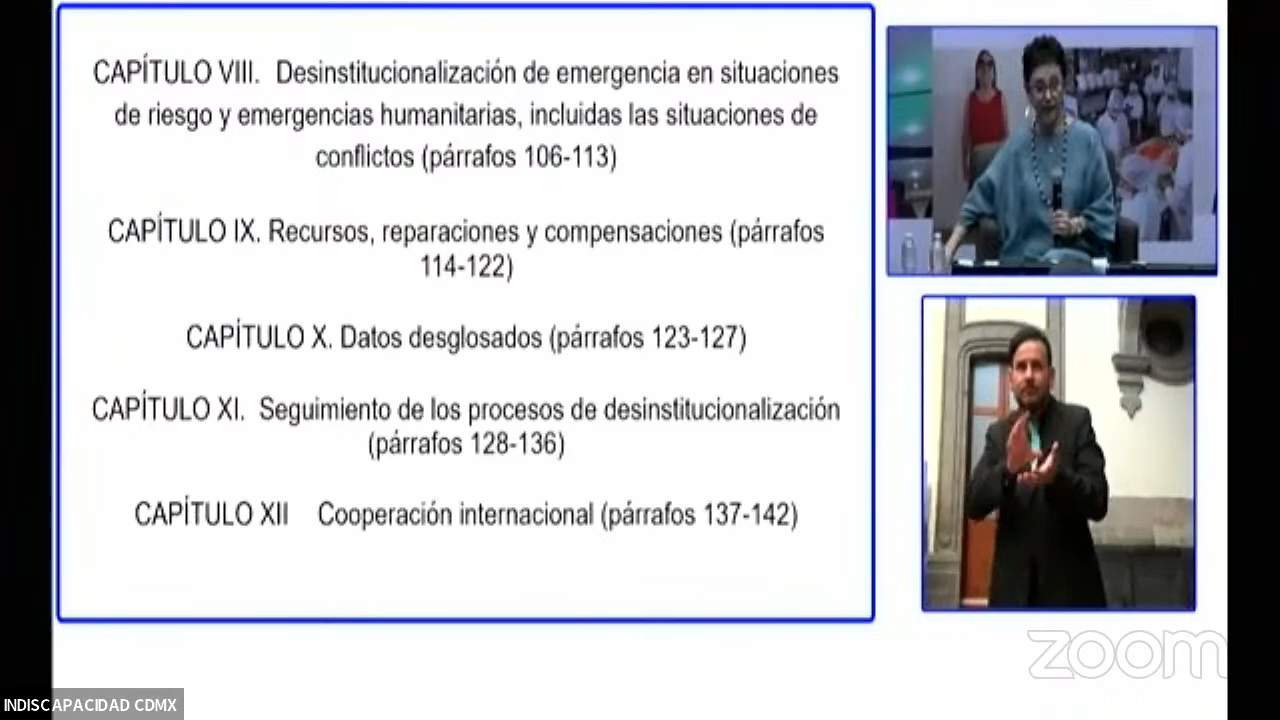 CAPÍTULO VIII. Desinstitucionalización de emergencia en situaciones
de riesgo y emergencias humanitarias, incluidas las situaciones de
conflictos (párrafos 106-113)
CAPÍTULO IX. Recursos, reparaciones y compensaciones (párrafos
114-122)
CAPÍTULO X. Datos desglosados (párrafos 123-127)
CAPÍTULO XI. Seguimiento de los procesos de desinstitucionalización
(párrafos 128-136)
CAPÍTULO XII Cooperación internacional (párrafos 137-142)
zoom
INDISCAPACIDAD CDMX